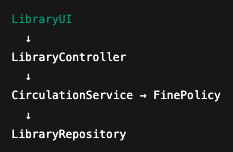 LibraryUI
↓
LibraryController
↓
CirculationService → FinePolicy
↓
LibraryRepository